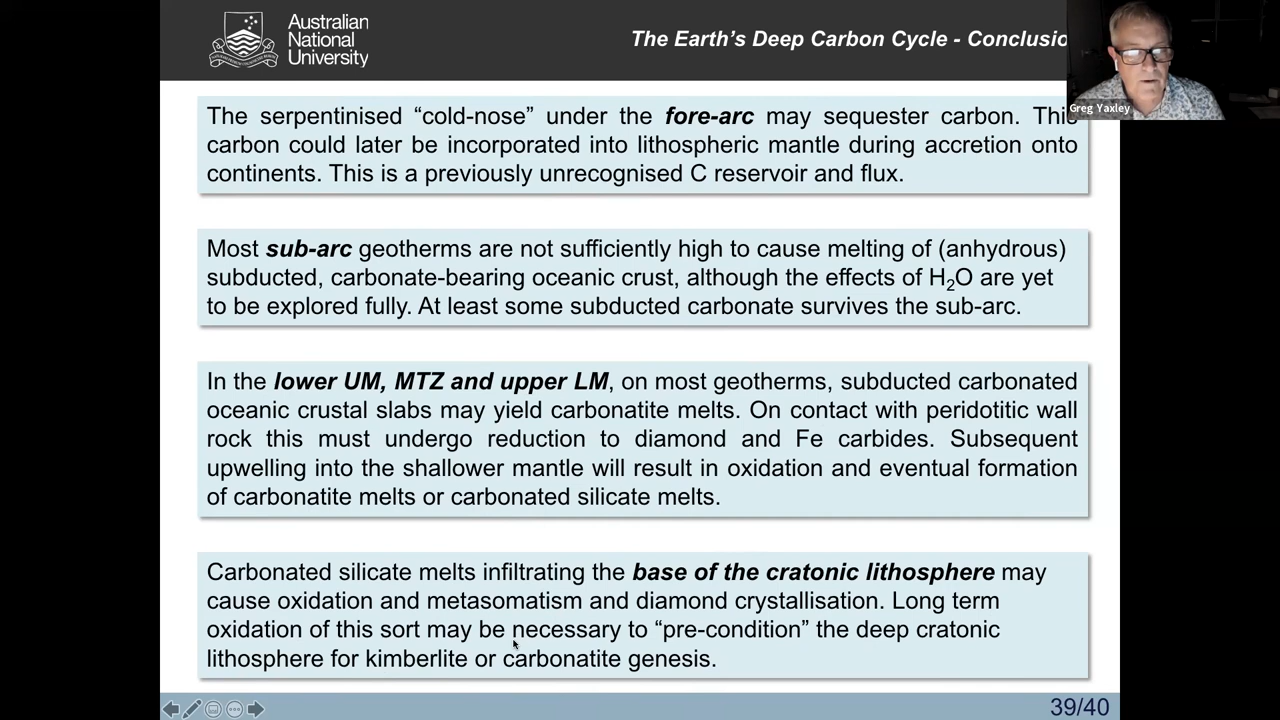 Australian
National
University
The Earth's Deep Carbon Cycle - Conclusio
Greg Yaxley
The serpentinised “cold-nose” under the fore-arc may sequester carbon. This
carbon could later be incorporated into lithospheric mantle during accretion onto
continents. This is a previously unrecognised C reservoir and flux.
Most sub-arc geotherms are not sufficiently high to cause melting of (anhydrous)
subducted, carbonate-bearing oceanic crust, although the effects of H2O are yet
to be explored fully. At least some subducted carbonate survives the sub-arc.
In the lower UM, MTZ and upper LM, on most geotherms, subducted carbonated
oceanic crustal slabs may yield carbonatite melts. On contact with peridotitic wall
rock this must undergo reduction to diamond and Fe carbides. Subsequent
upwelling into the shallower mantle will result in oxidation and eventual formation
of carbonatite melts or carbonated silicate melts.
Carbonated silicate melts infiltrating the base of the cratonic lithosphere may
cause oxidation and metasomatism and diamond crystallisation. Long term
oxidation of this sort may be necessary to “pre-condition” the deep cratonic
lithosphere for kimberlite or carbonatite genesis.
39/40